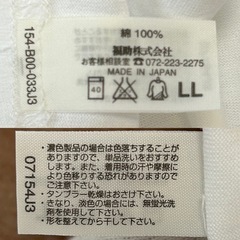 154-B00-033J3
綿 100%
福助株式会社
お客様相談室 ☎ 072-223-2275
MADE IN JAPAN
40
LL
・濃色製品の場合は色落ちすることが
ありますので、単品洗いをおすすめし
ます。また、着用中に汗や摩擦等に
より色移りする恐れがありますので
ご注意下さい。
・タンブラー乾燥はお避け下さい。
・きなり、淡色の場合には、無蛍光洗
剤を使用して下さい。
・形を整えてから干して下さい。
07154J3